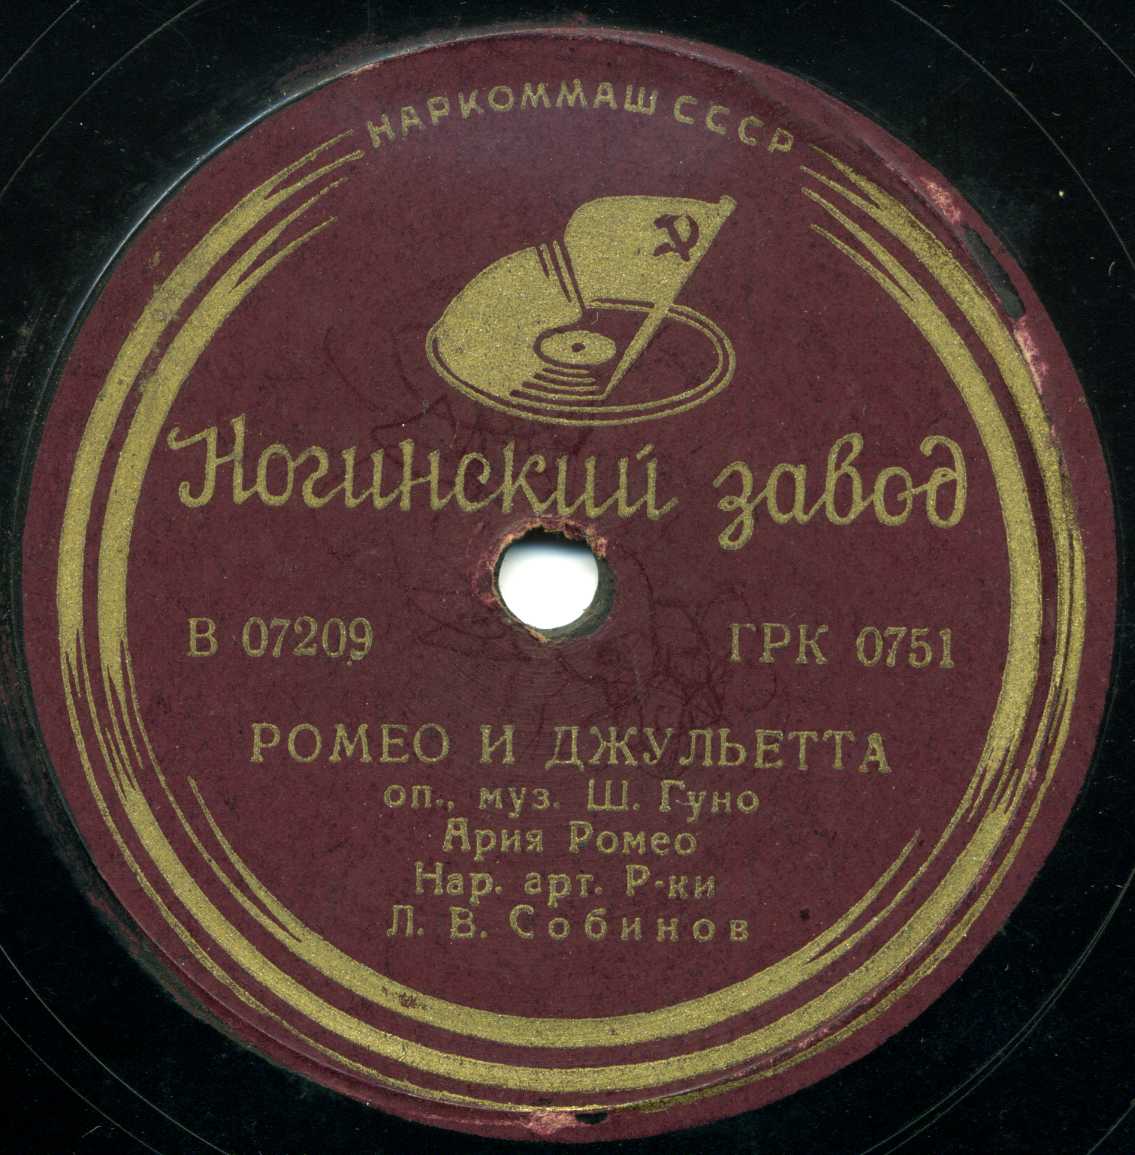 НАРКОММАШ СССР
Ногинский завод
В 07209 ГРК 0751
РОМЕО И ДЖУЛЬЕТТА
оп., муз. Ш. Гуно
Ария Ромео
Нар. арт. Р-ки
Л. В. Собинов